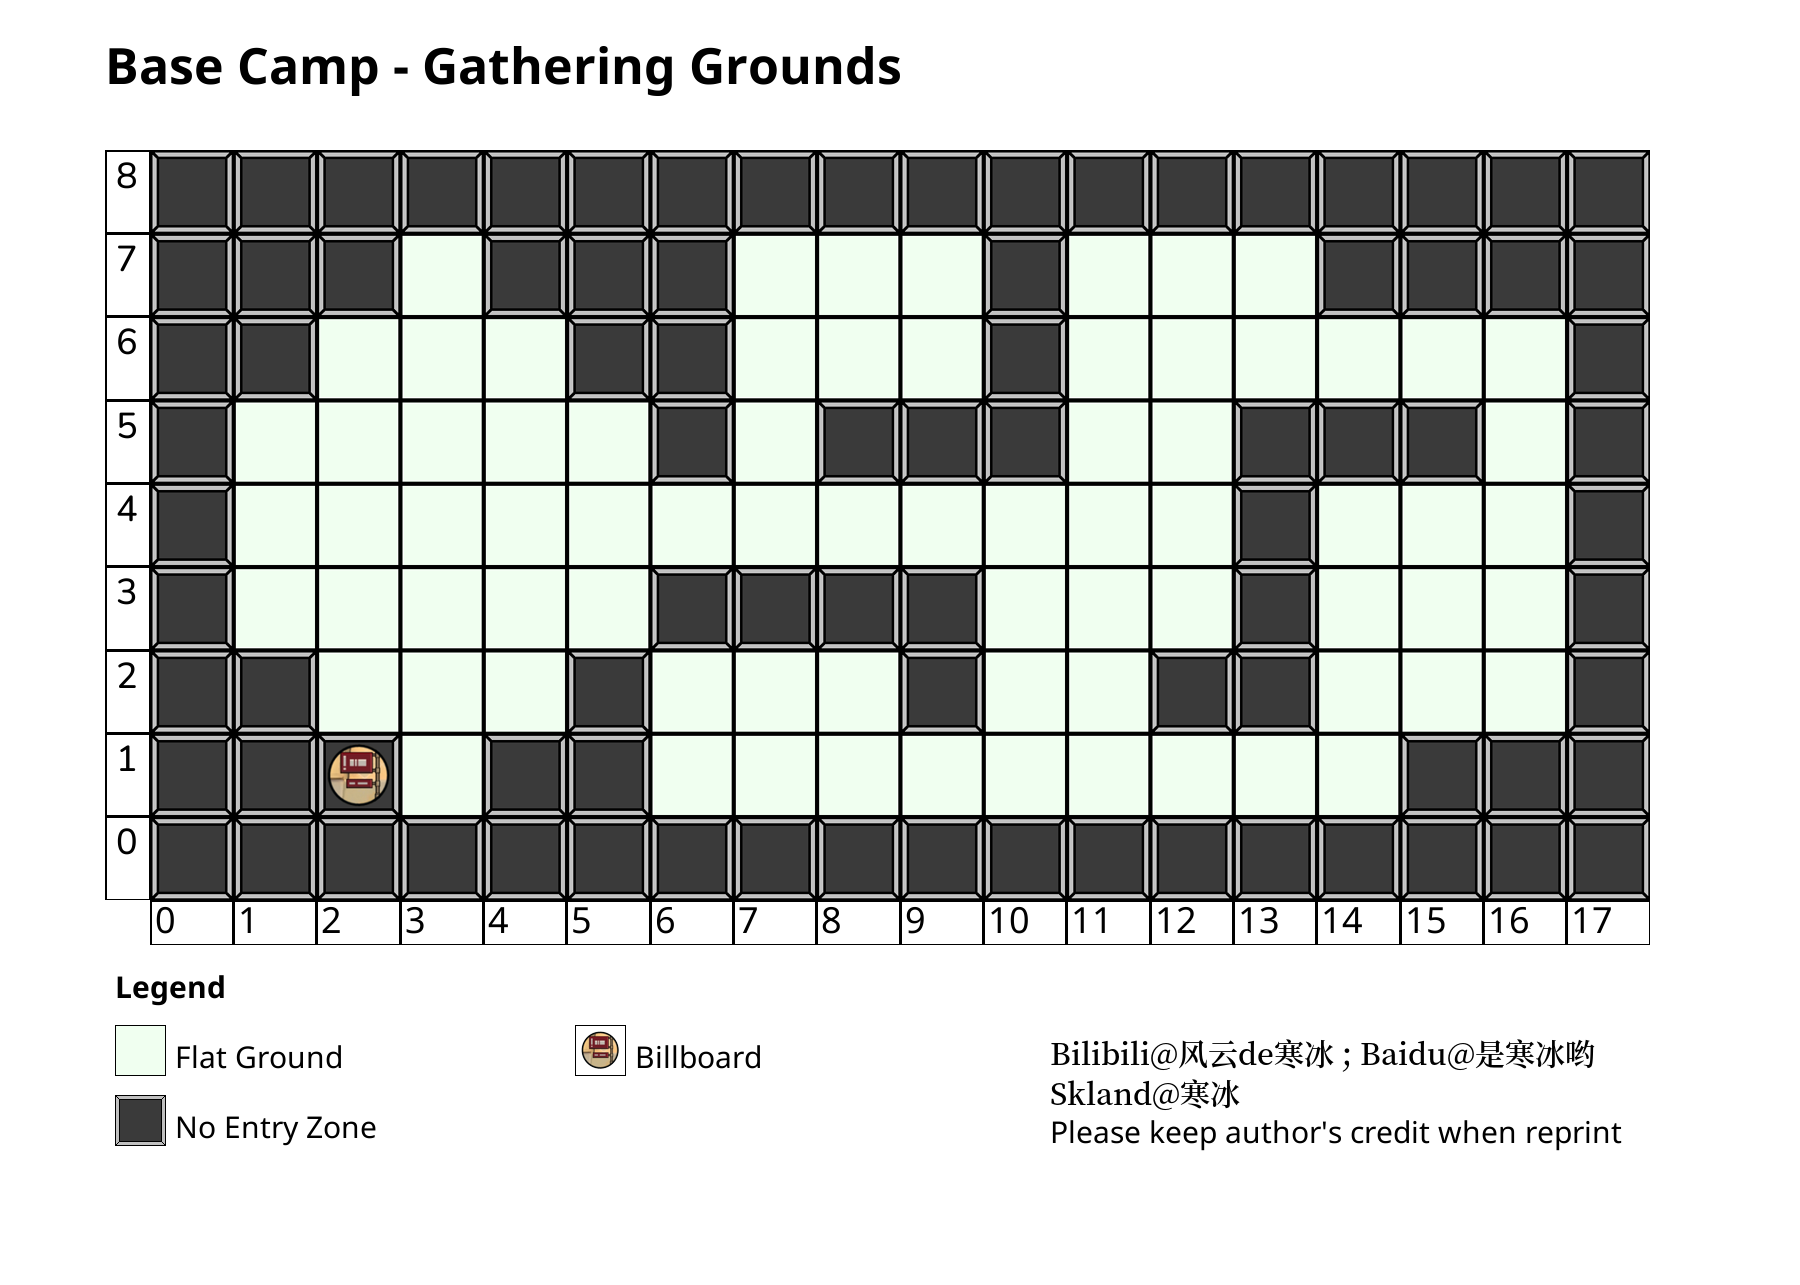 Base Camp - Gathering Grounds
8
7
6
5
4
3
2
1
0
0 1 2 3 4 5 6 7 8 9 10 11 12 13 14 15 16 17
Legend
Flat Ground
Billboard
No Entry Zone
Bilibili@风云de寒冰 ; Baidu@是寒冰哟
Skland@寒冰
Please keep author's credit when reprint